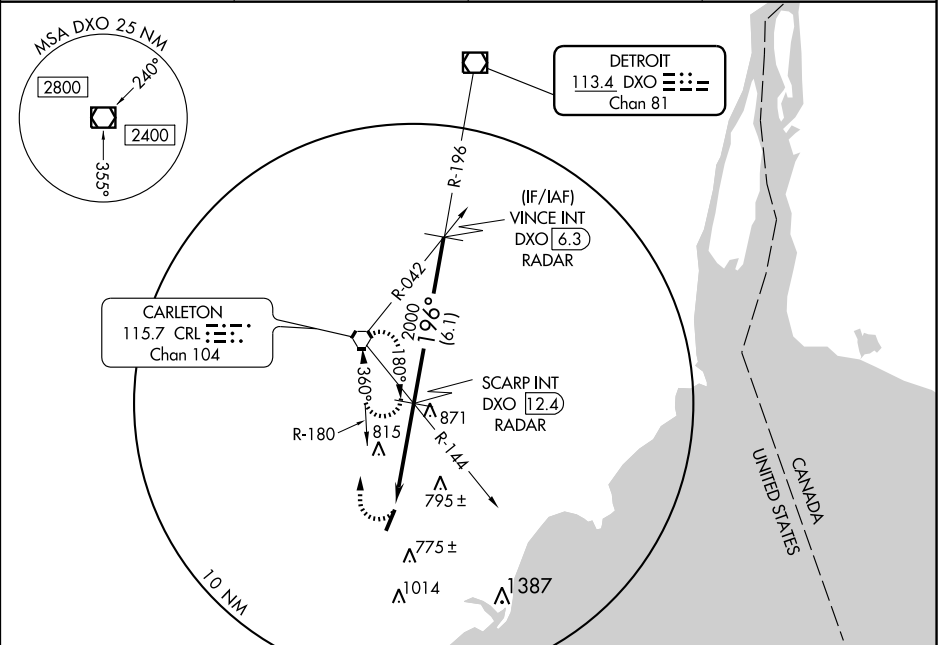 MSA DXO 25 NM
240°
2800
2400
355°
DETROIT
113.4 DXO
Chan 81
R-196
(IF/IAF)
VINCE INT
DXO 6.3
RADAR
R-042
CARLETON
115.7 CRL
Chan 104
2000
196°
(6.1)
180°
360°
SCARP INT
DXO 12.4
RADAR
R-180
815
871
R-144
795 ±
775 ±
1014
1387
10 NM
CANADA
UNITED STATES